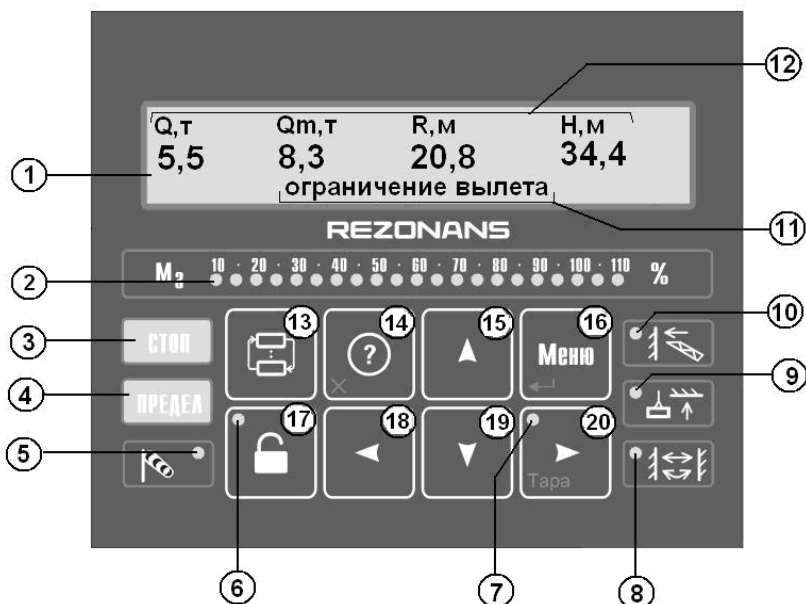 12
Q,т Qm,т R,м H,м
5,5 8,3 20,8 34,4
1
ограничение вылета
11
REZONANS
Мз 10 · 20 · 30 · 40 · 50 · 60 · 70 · 80 · 90 · 100 · 110 %
2
13 14 15 16
10
3
СТОП
? Меню
9
4
ПРЕДЕЛ
17 18 19 20
5
Тара
6 7 8